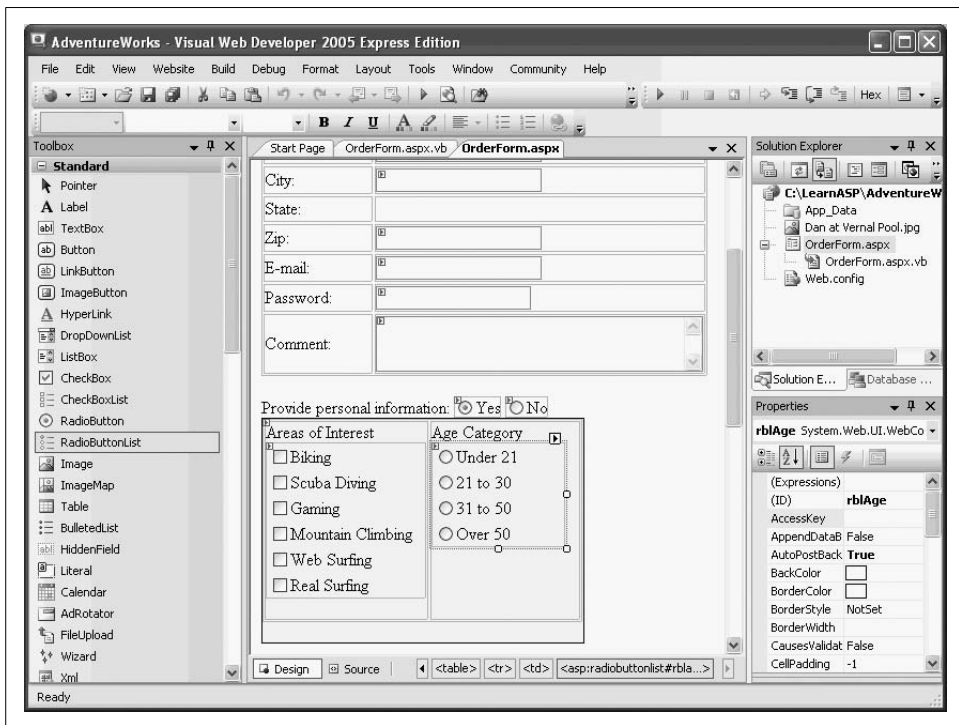 AdventureWorks - Visual Web Developer 2005 Express Edition
File Edit View Website Build Debug Format Layout Tools Window Community Help
Hex
B I U A
Toolbox
Standard
Pointer
A Label
abl TextBox
ab Button
ab LinkButton
ImageButton
A HyperLink
DropDownList
ListBox
CheckBox
CheckBoxList
RadioButton
RadioButtonList
Image
ImageMap
Table
BulletedList
abl HiddenField
Literal
Calendar
AdRotator
FileUpload
Wizard
Xml
Start Page OrderForm.aspx.vb OrderForm.aspx
City:
State:
Zip:
E-mail:
Password:
Comment:
Provide personal information: Yes No
Areas of Interest
Biking
Scuba Diving
Gaming
Mountain Climbing
Web Surfing
Real Surfing
Age Category
Under 21
21 to 30
31 to 50
Over 50
Design Source <table> <tr> <td> <asp:radiobuttonlist#rbla...>
Solution Explorer
C:\LearnASP\AdventureW
App_Data
Dan at Vernal Pool.jpg
OrderForm.aspx
OrderForm.aspx.vb
Web.config
Solution E... Database ...
Properties
rblAge System.Web.UI.WebCo
(Expressions)
(ID) rblAge
AccessKey
AppendDataB False
AutoPostBack True
BackColor
BorderColor
BorderStyle NotSet
BorderWidth
CausesValidat False
CellPadding -1
Ready